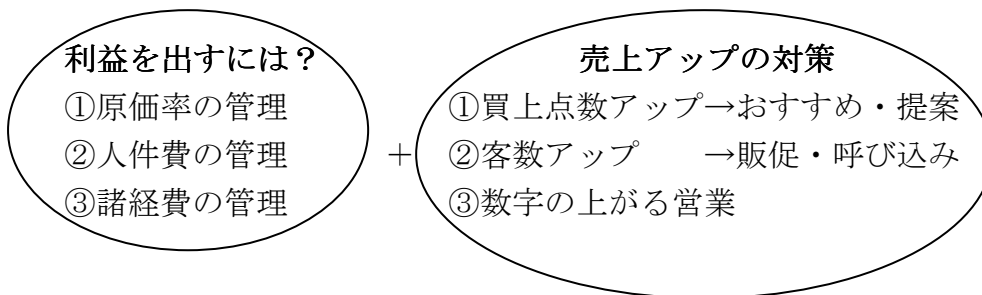 利益を出すには？
①原価率の管理
②人件費の管理
③諸経費の管理
＋
売上アップの対策
①買上点数アップ→おすすめ・提案
②客数アップ　　→販促・呼び込み
③数字の上がる営業